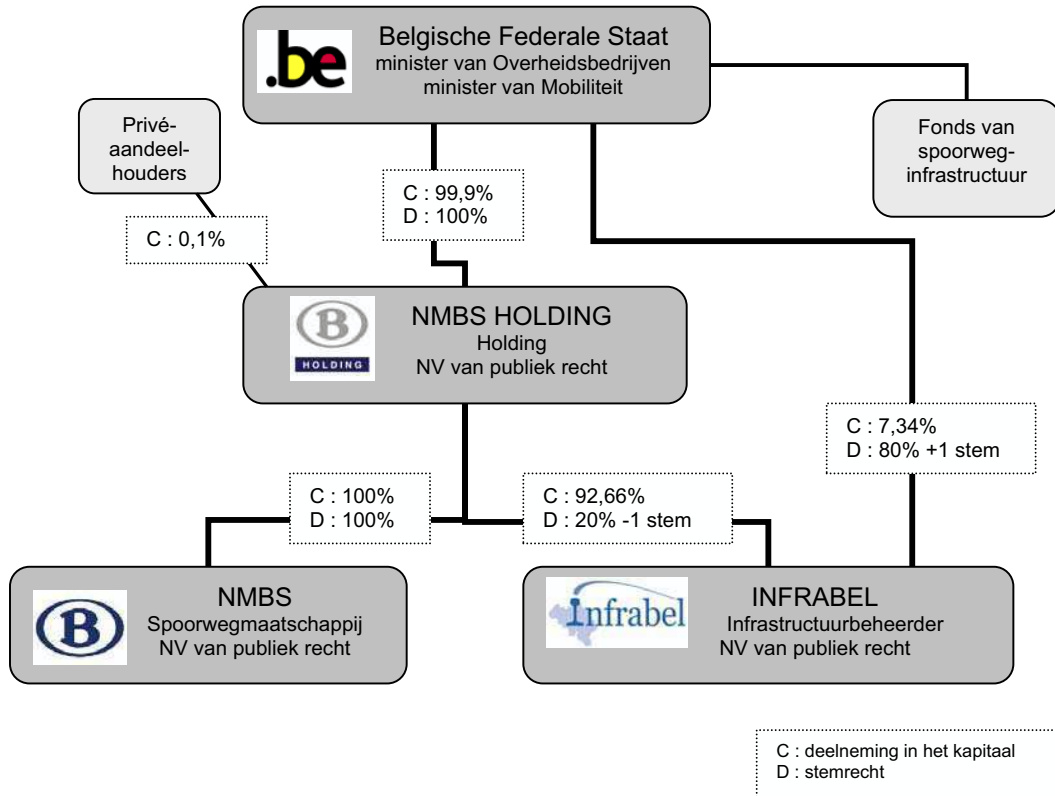 .be
Belgische Federale Staat
minister van Overheidsbedrijven
minister van Mobiliteit
Privé-
aandeel-
houders
Fonds van
spoorweg-
infrastructuur
C : 99,9%
D : 100%
C : 0,1%
B
HOLDING
NMBS HOLDING
Holding
NV van publiek recht
C : 7,34%
D : 80% +1 stem
C : 100%
D : 100%
C : 92,66%
D : 20% -1 stem
B
NMBS
Spoorwegmaatschappij
NV van publiek recht
Infrabel
INFRABEL
Infrastructuurbeheerder
NV van publiek recht
C : deelneming in het kapitaal
D : stemrecht